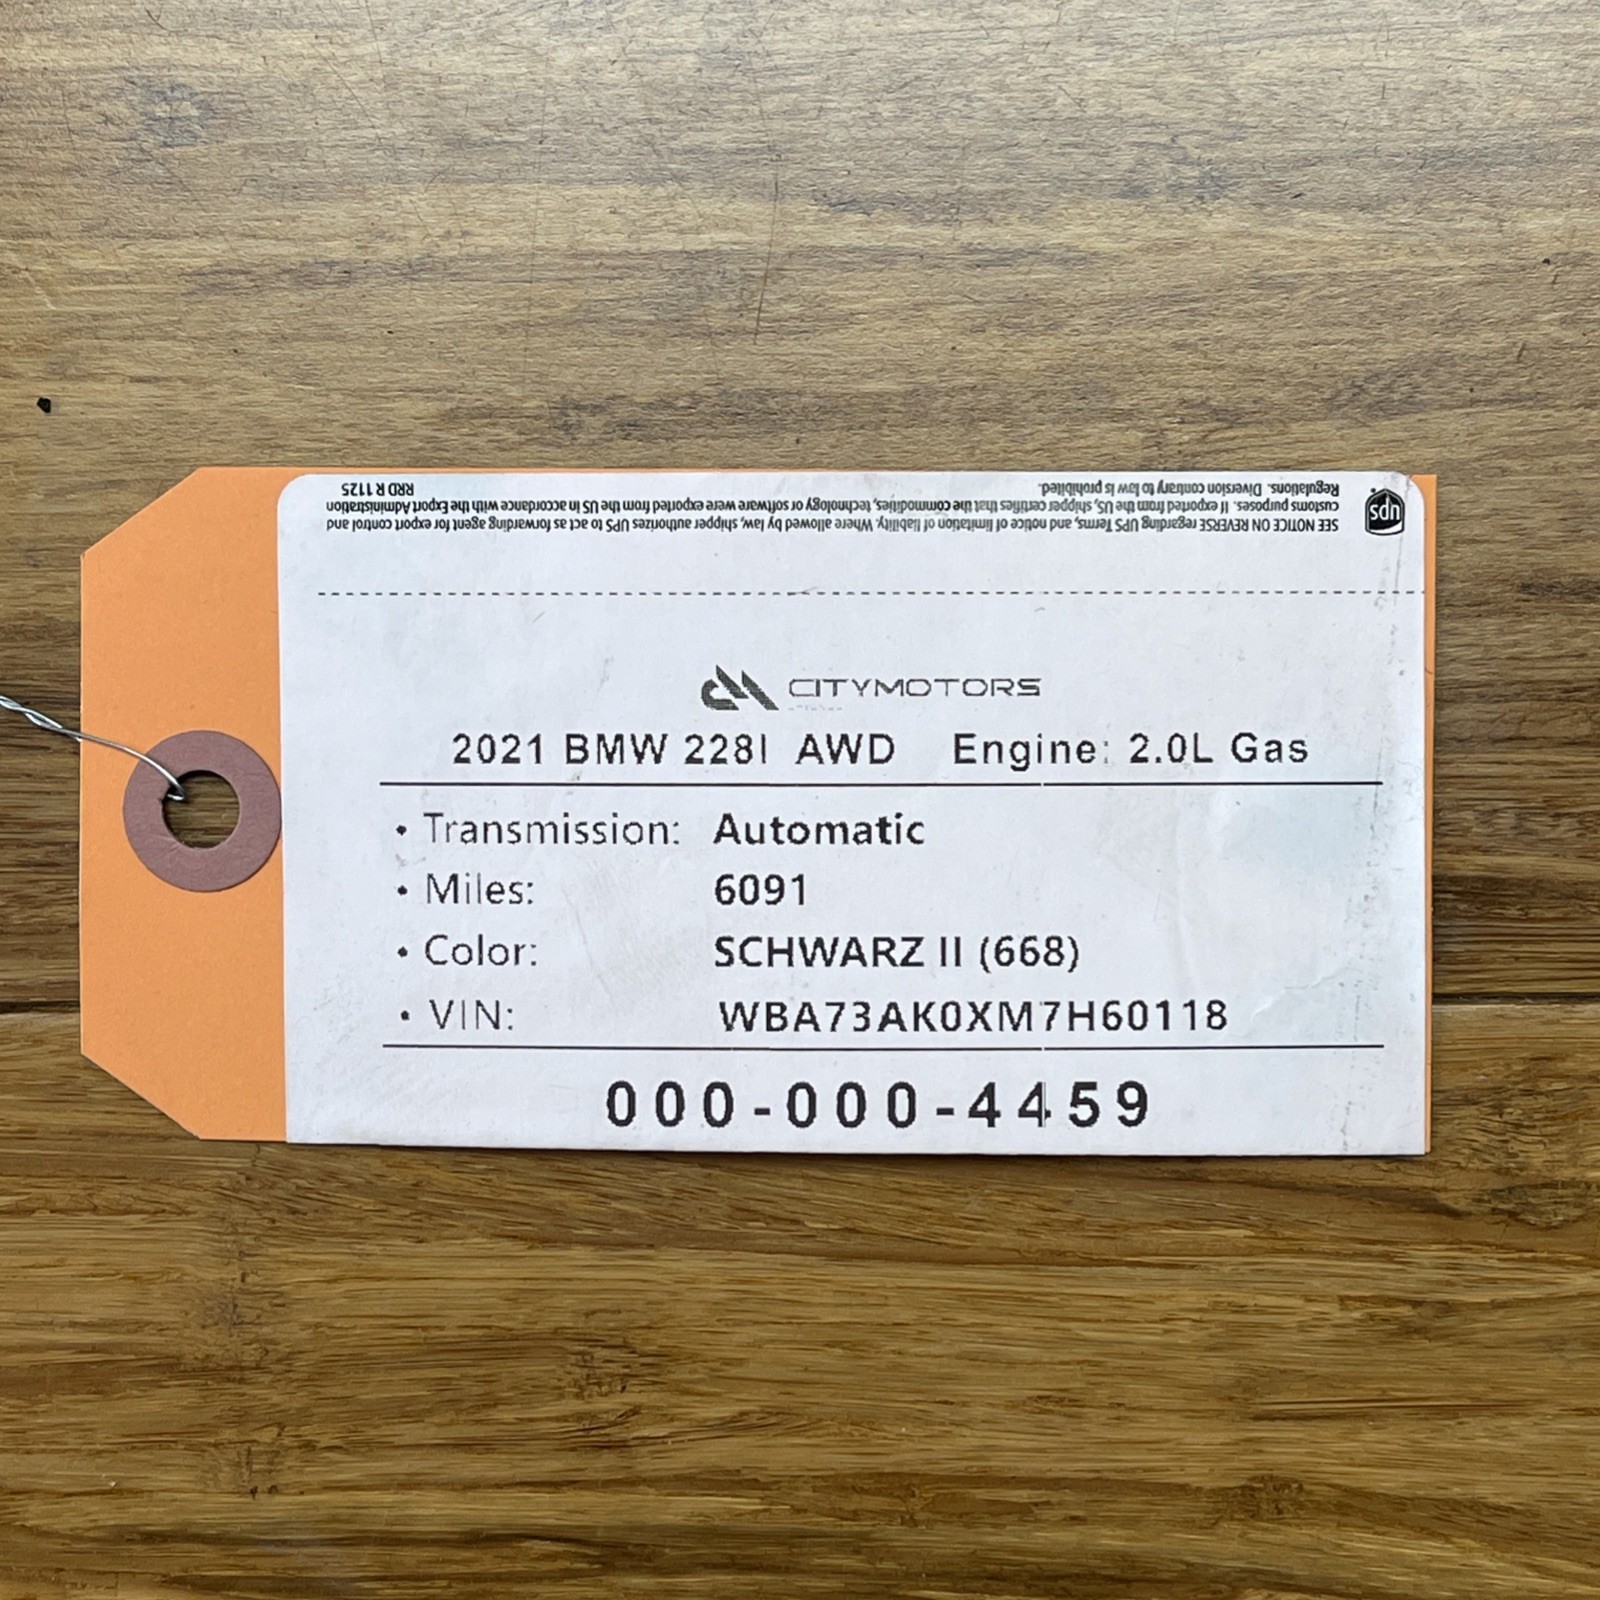 RRD R 1125
Regulations. Diversion contrary to law is prohibited.
customs purposes. If exported from the US, shipper certifies that the commodities, technology or software were exported from the US in accordance with the Export Administration
SEE NOTICE ON REVERSE regarding UPS Terms, and notice of limitation of liability. Where allowed by law, shipper authorizes UPS to act as forwarding agent for export control and
ups
CITYMOTORS
2021 BMW 228I AWD Engine: 2.0L Gas
• Transmission: Automatic
• Miles: 6091
• Color: SCHWARZ II (668)
• VIN: WBA73AK0XM7H60118
000-000-4459